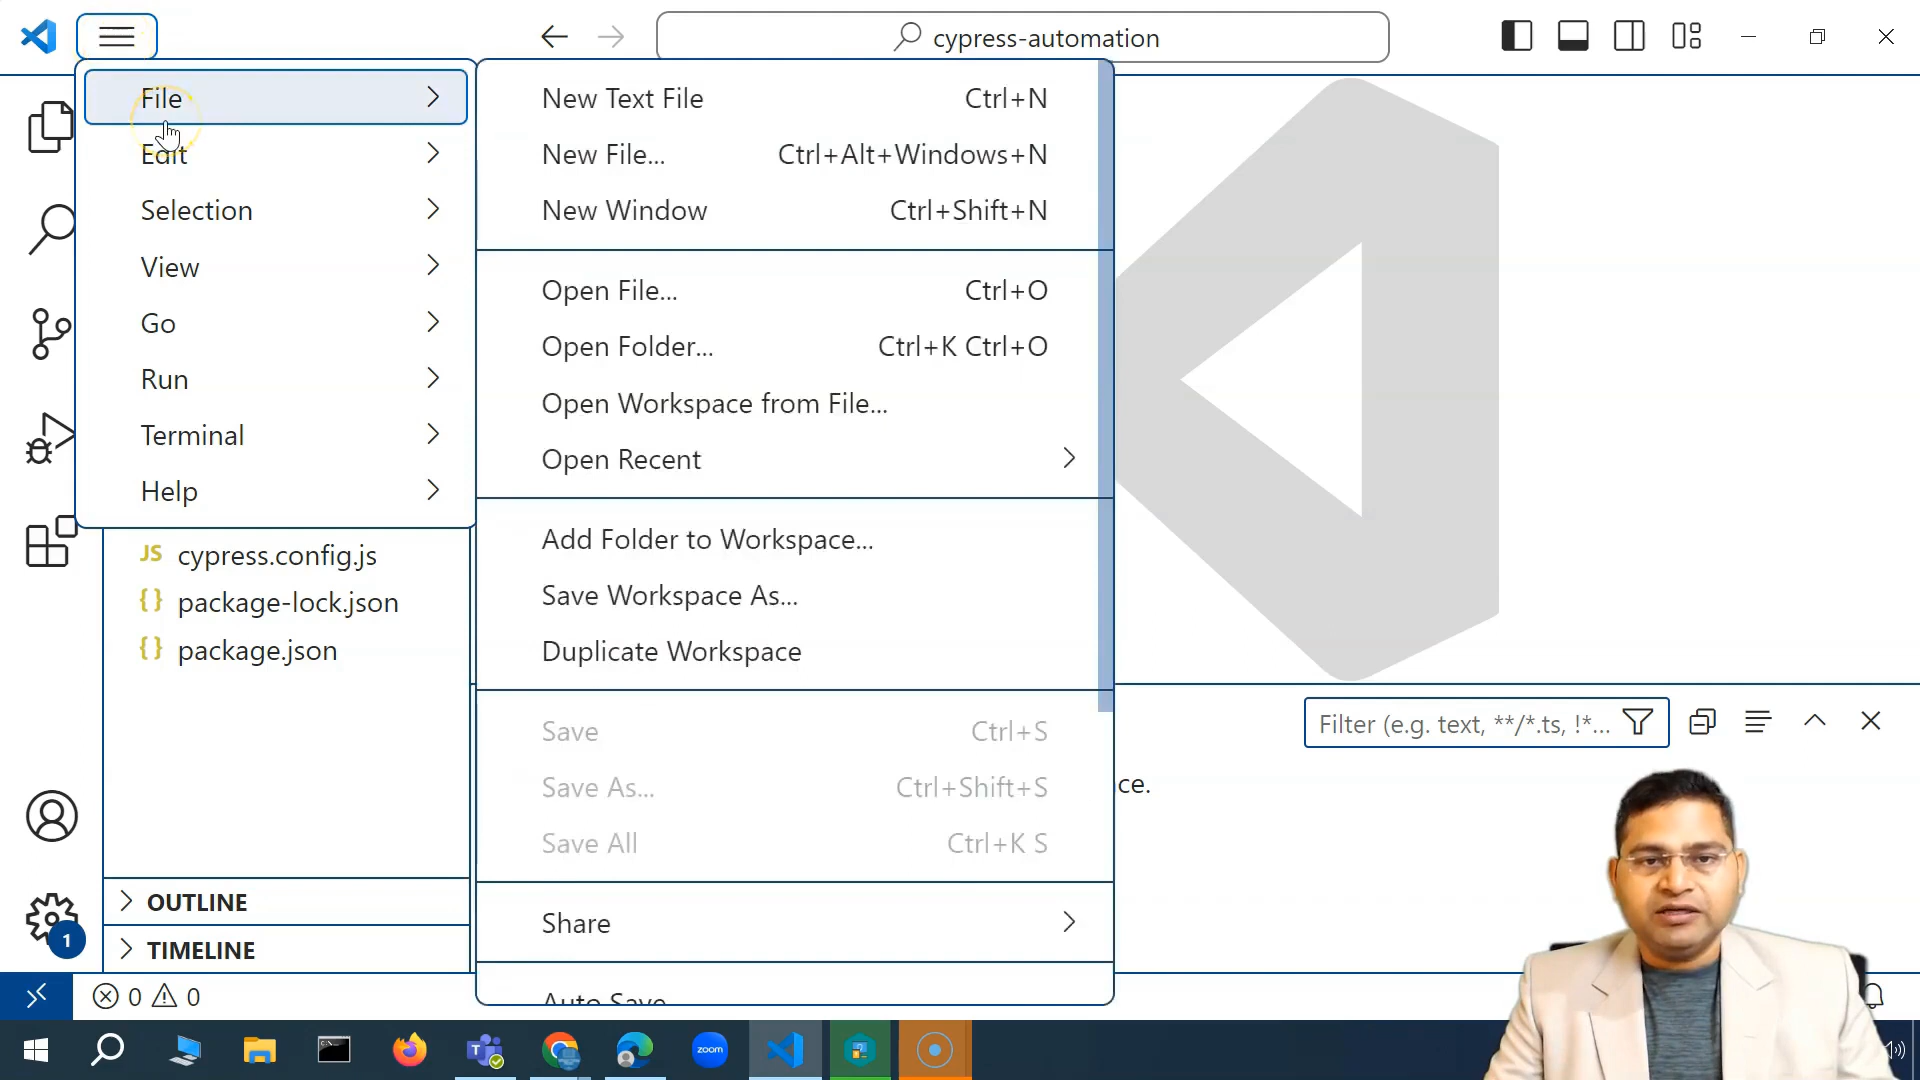 cypress-automation
File
Edit
Selection
View
Go
Run
Terminal
Help
New Text File Ctrl+N
New File... Ctrl+Alt+Windows+N
New Window Ctrl+Shift+N
Open File... Ctrl+O
Open Folder... Ctrl+K Ctrl+O
Open Workspace from File...
Open Recent
Add Folder to Workspace...
Save Workspace As...
Duplicate Workspace
Save Ctrl+S
Save As... Ctrl+Shift+S
Save All Ctrl+K S
Share
Auto Save
JS cypress.config.js
{} package-lock.json
{} package.json
OUTLINE
TIMELINE
Filter (e.g. text, **/*.ts, !*...
ce.
1
0 0
zoom